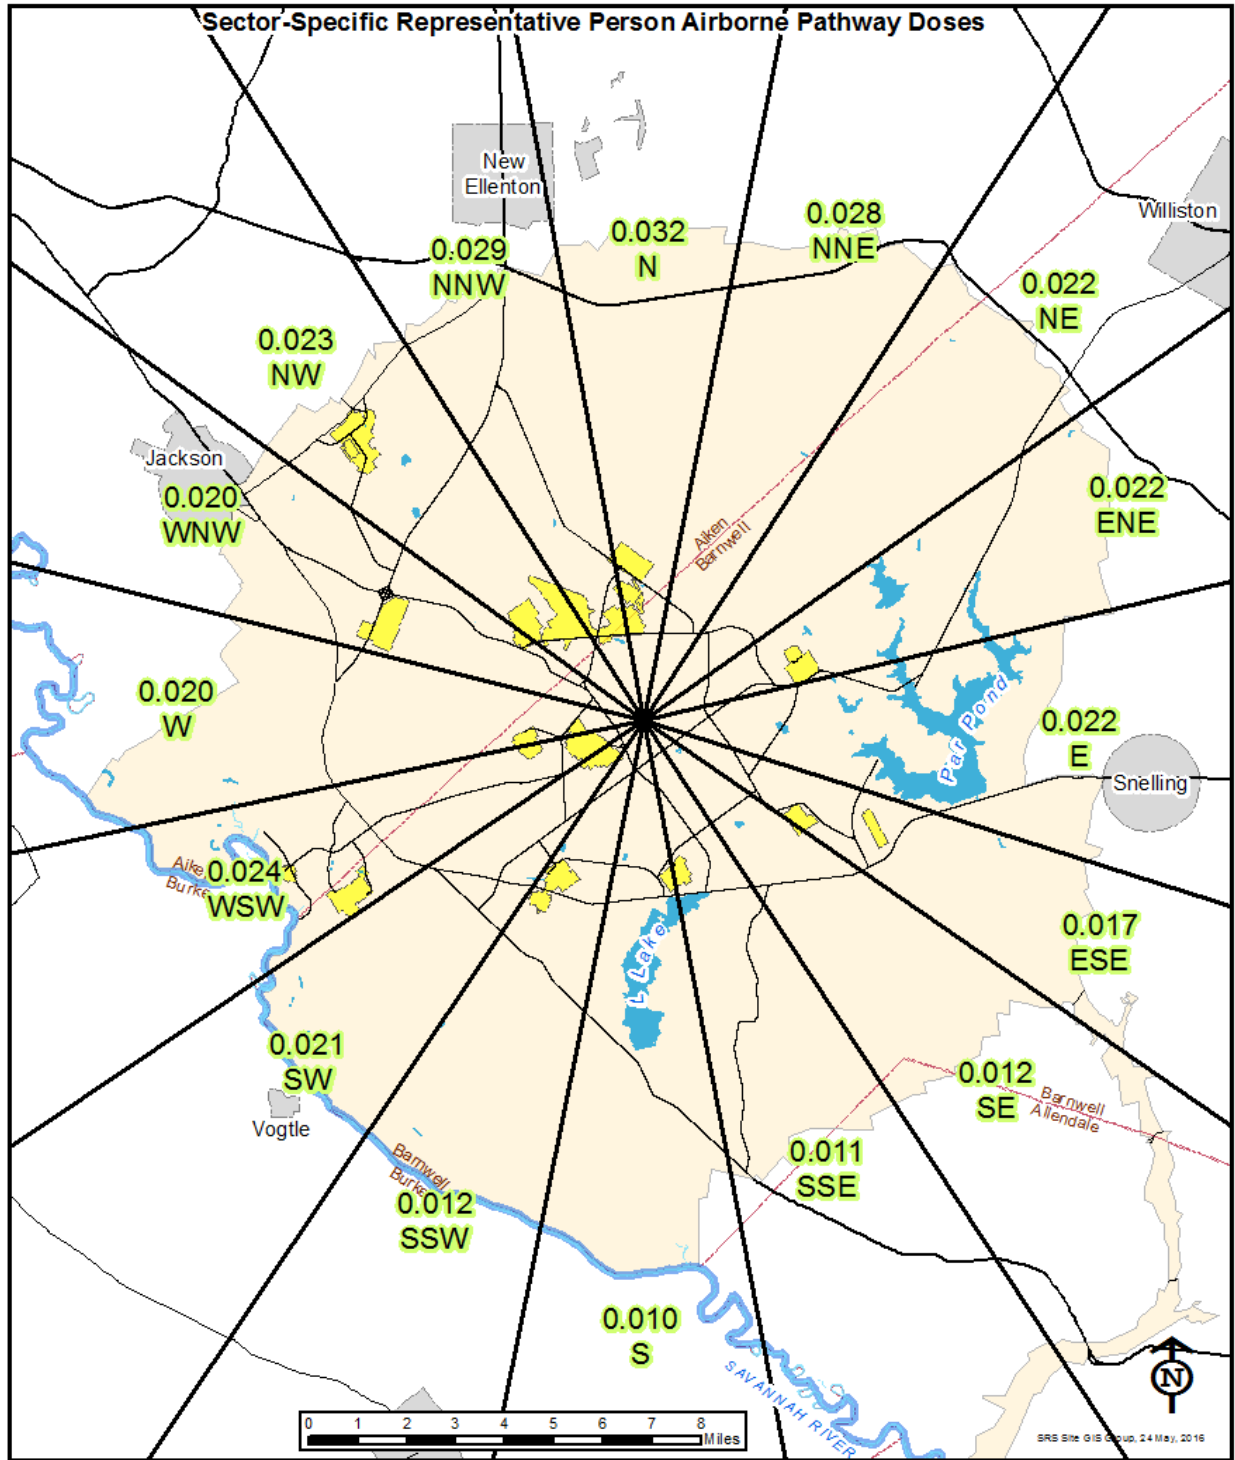 Sector-Specific Representative Person Airborne Pathway Doses
New
Ellenton
Williston
0.028
NNE
0.032
N
0.029
NNW
0.022
NE
0.023
NW
Jackson
0.020
WNW
0.022
ENE
Aiken
Barnwell
0.020
W
Par Pond
0.022
E
Snelling
Aike
Burke
0.024
WSW
L Lake
0.017
ESE
0.021
SW
Vogtle
0.012
SE
Barnwell
Allendale
Barnwell
Burke
0.011
SSE
0.012
SSW
0.010
S
SAVANNAH RIVER
N
0 1 2 3 4 5 6 7 8
Miles
SRS Site GIS Group, 24 May, 2016